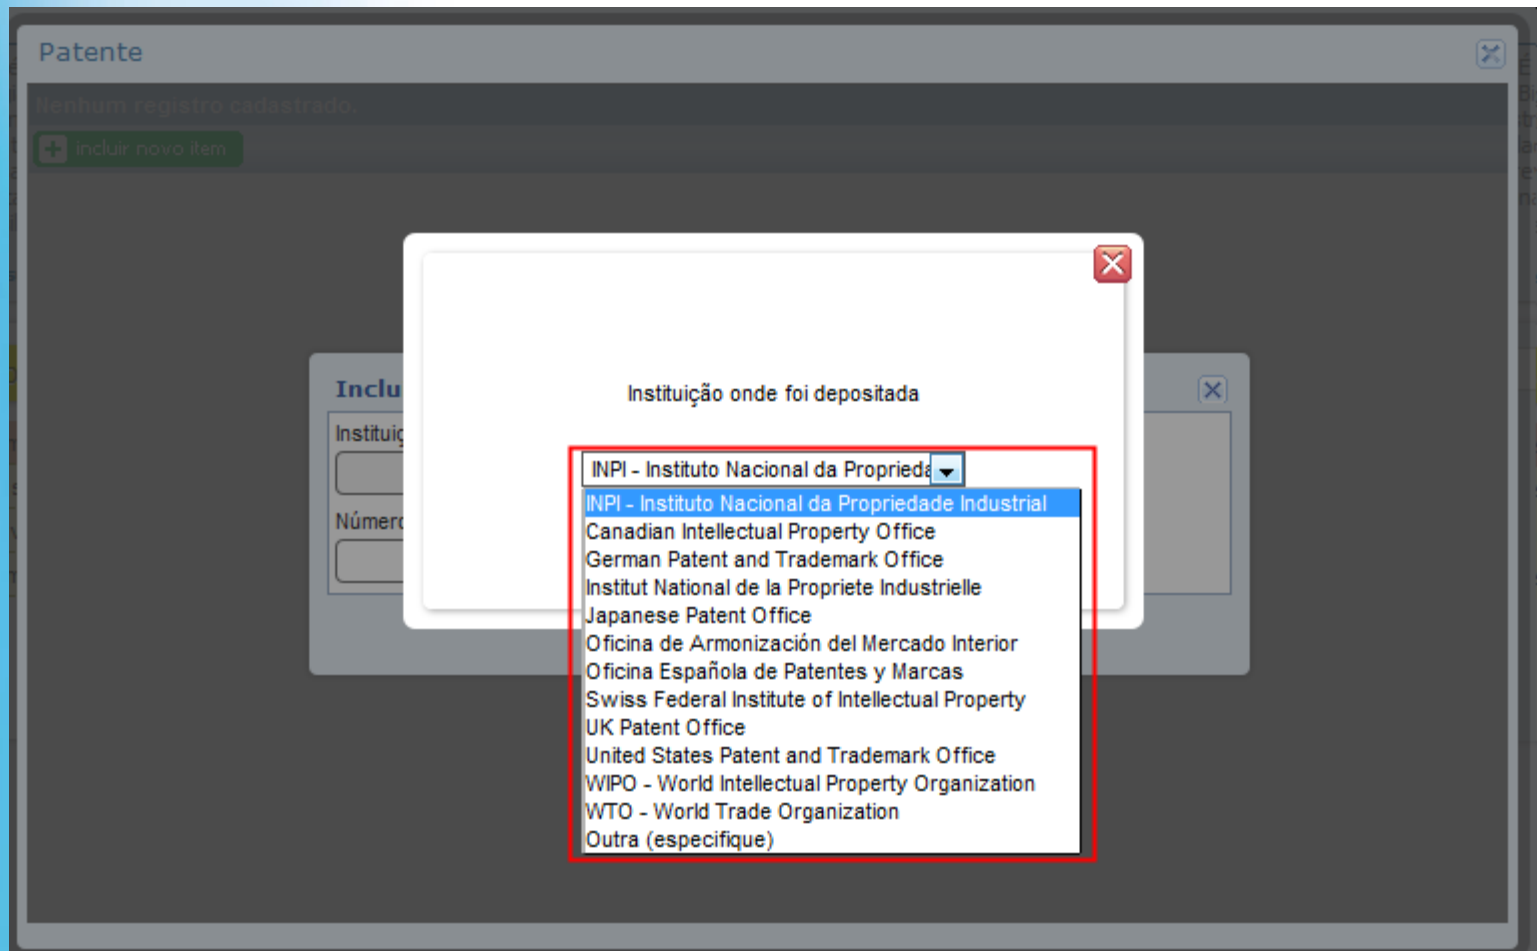 Patente
Nenhum registro cadastrado.
incluir novo item
Instituição onde foi depositada
INPI - Instituto Nacional da
INPI - Instituto Nacional da Propriedade Industrial
Canadian Intellectual Property Office
German Patent and Trademark Office
Institut National de la Propriete Industrielle
Japanese Patent Office
Oficina de Armonización del Mercado Interior
Oficina Española de Patentes y Marcas
Swiss Federal Institute of Intellectual Property
UK Patent Office
United States Patent and Trademark Office
WIPO - World Intellectual Property Organization
WTO - World Trade Organization
Outra (especifique)